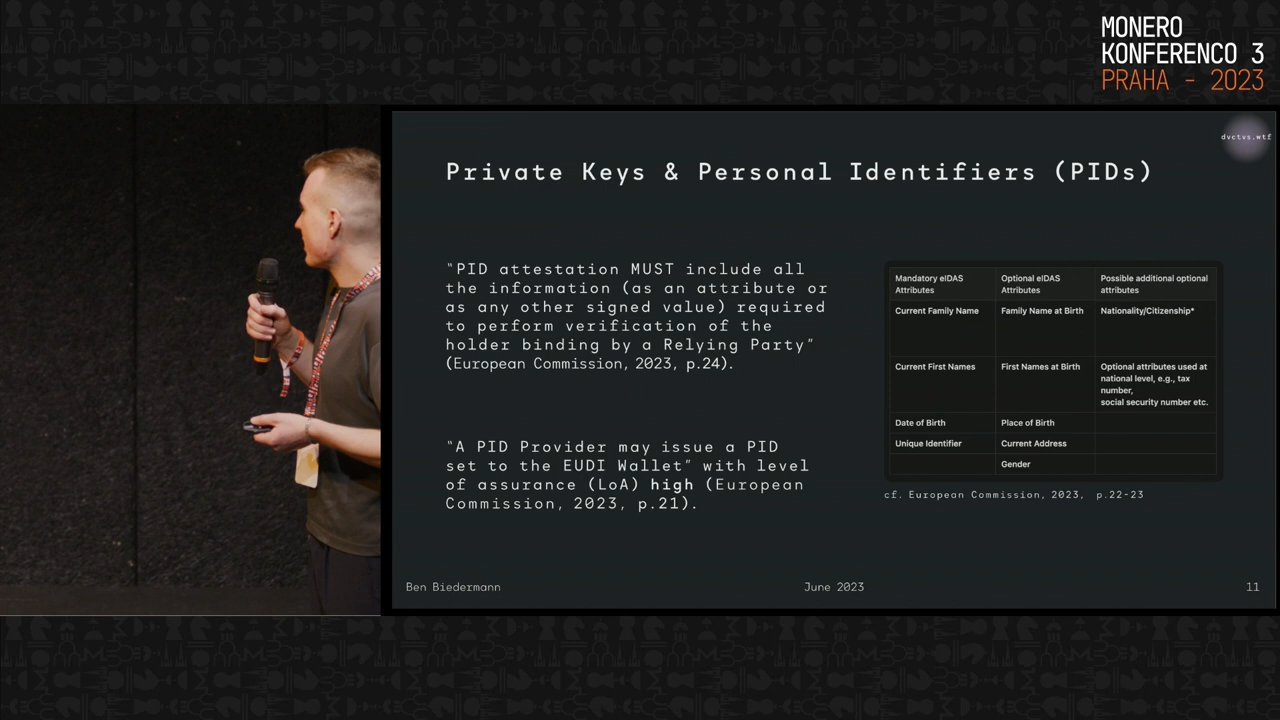 MONERO
KONFERENCO 3
PRAHA - 2023
dvctvs.wtf
Private Keys & Personal Identifiers (PIDs)
"PID attestation MUST include all
the information (as an attribute or
as any other signed value) required
to perform verification of the
holder binding by a Relying Party"
(European Commission, 2023, p.24).
"A PID Provider may issue a PID
set to the EUDI Wallet" with level
of assurance (LoA) high (European
Commission, 2023, p.21).
Mandatory eIDAS Attributes
Optional eIDAS Attributes
Possible additional optional attributes
Current Family Name
Family Name at Birth
Nationality/Citizenship*
Current First Names
First Names at Birth
Optional attributes used at
national level, e.g., tax
number,
social security number etc.
Date of Birth
Place of Birth
Unique Identifier
Current Address
Gender
cf. European Commission, 2023, p.22-23
Ben Biedermann
June 2023
11